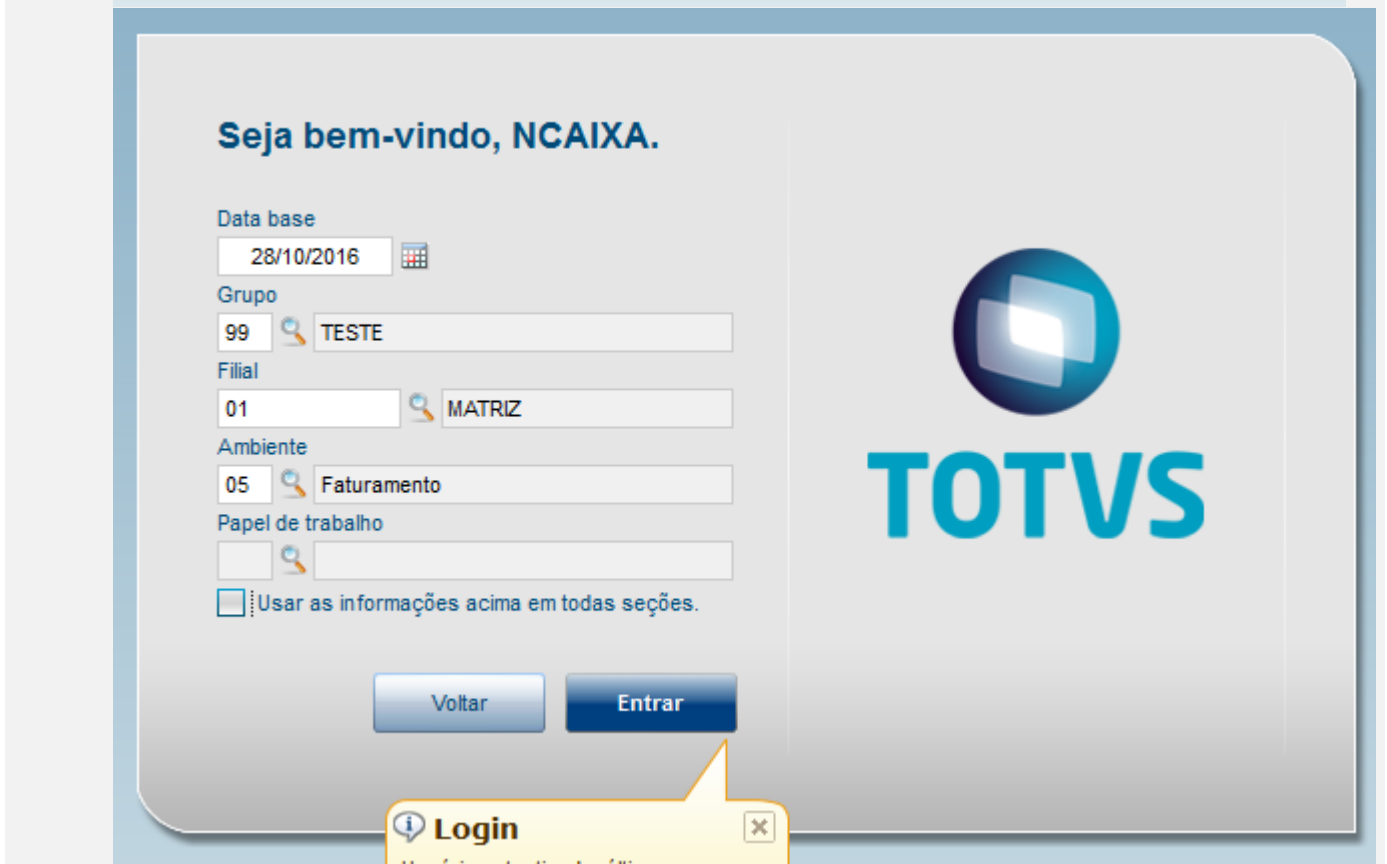 Seja bem-vindo, NCAIXA.
Data base
28/10/2016
Grupo
99 TESTE
Filial
01 MATRIZ
Ambiente
05 Faturamento
Papel de trabalho
Usar as informações acima em todas seções.
Voltar Entrar
TOTVS
Login